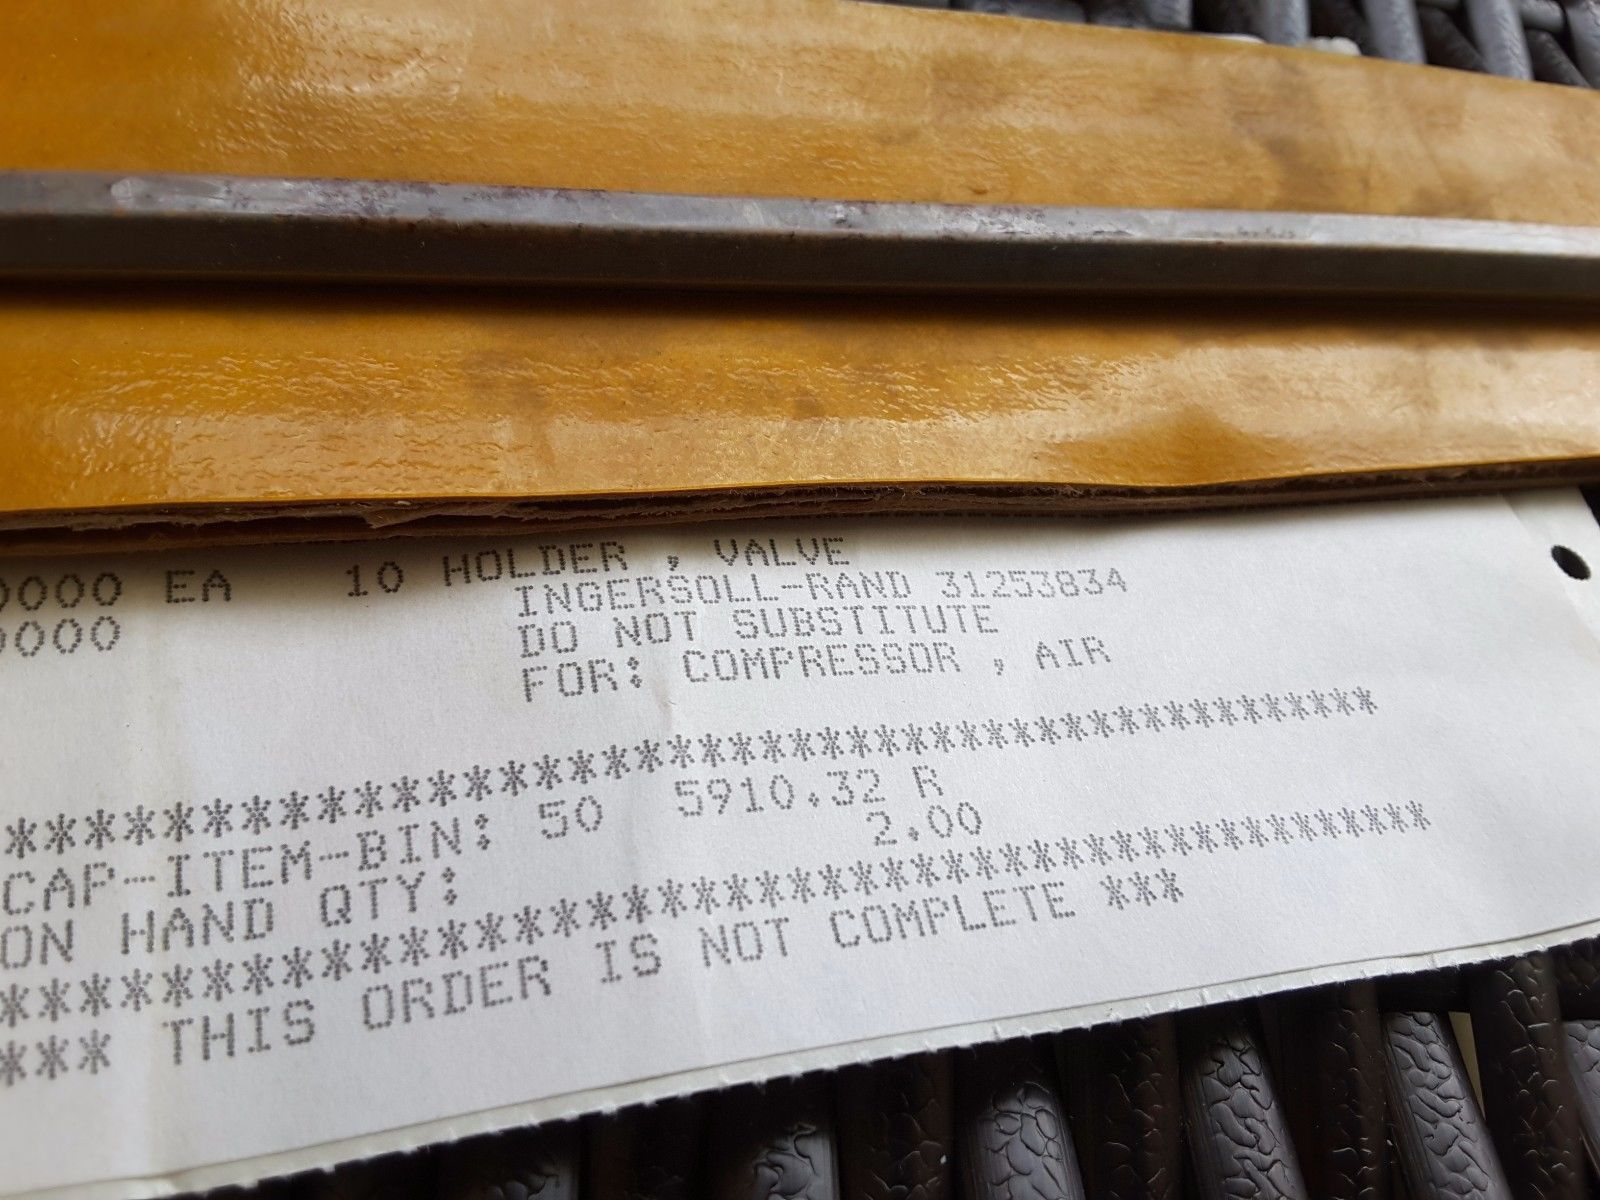 0000 EA 10 HOLDER , VALVE
0000 INGERSOLL-RAND 31253834
DO NOT SUBSTITUTE
FOR: COMPRESSOR , AIR
*******************************************
CAP-ITEM-BIN: 50 5910.32 R
ON HAND QTY: 2.00
*******************************************
*** THIS ORDER IS NOT COMPLETE ***